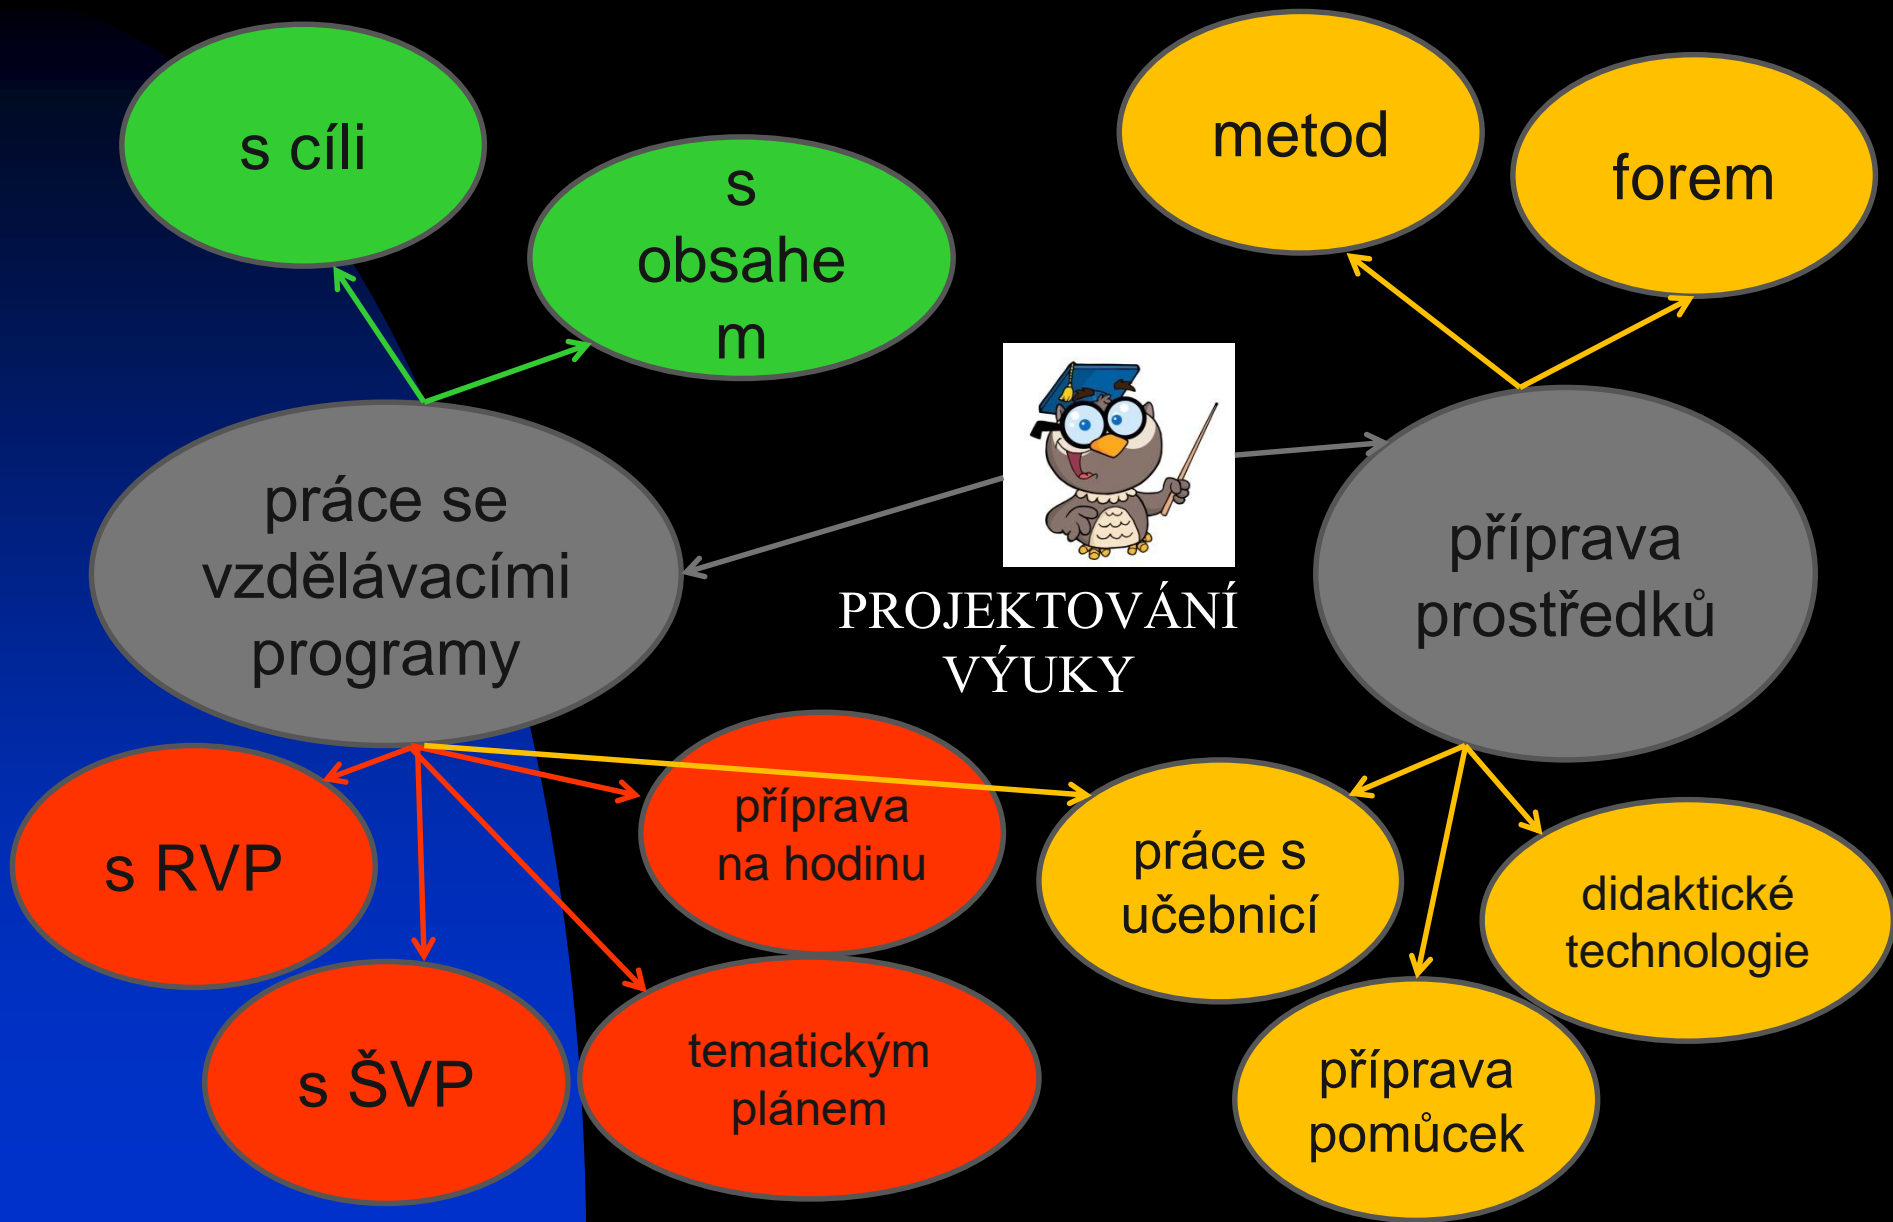 s cíli
s
obsahe
m
metod
forem
práce se
vzdělávacími
programy
PROJEKTOVÁNÍ
VÝUKY
příprava
prostředků
s RVP
s ŠVP
příprava
na hodinu
tematickým
plánem
práce s
učebnicí
příprava
pomůcek
didaktické
technologie